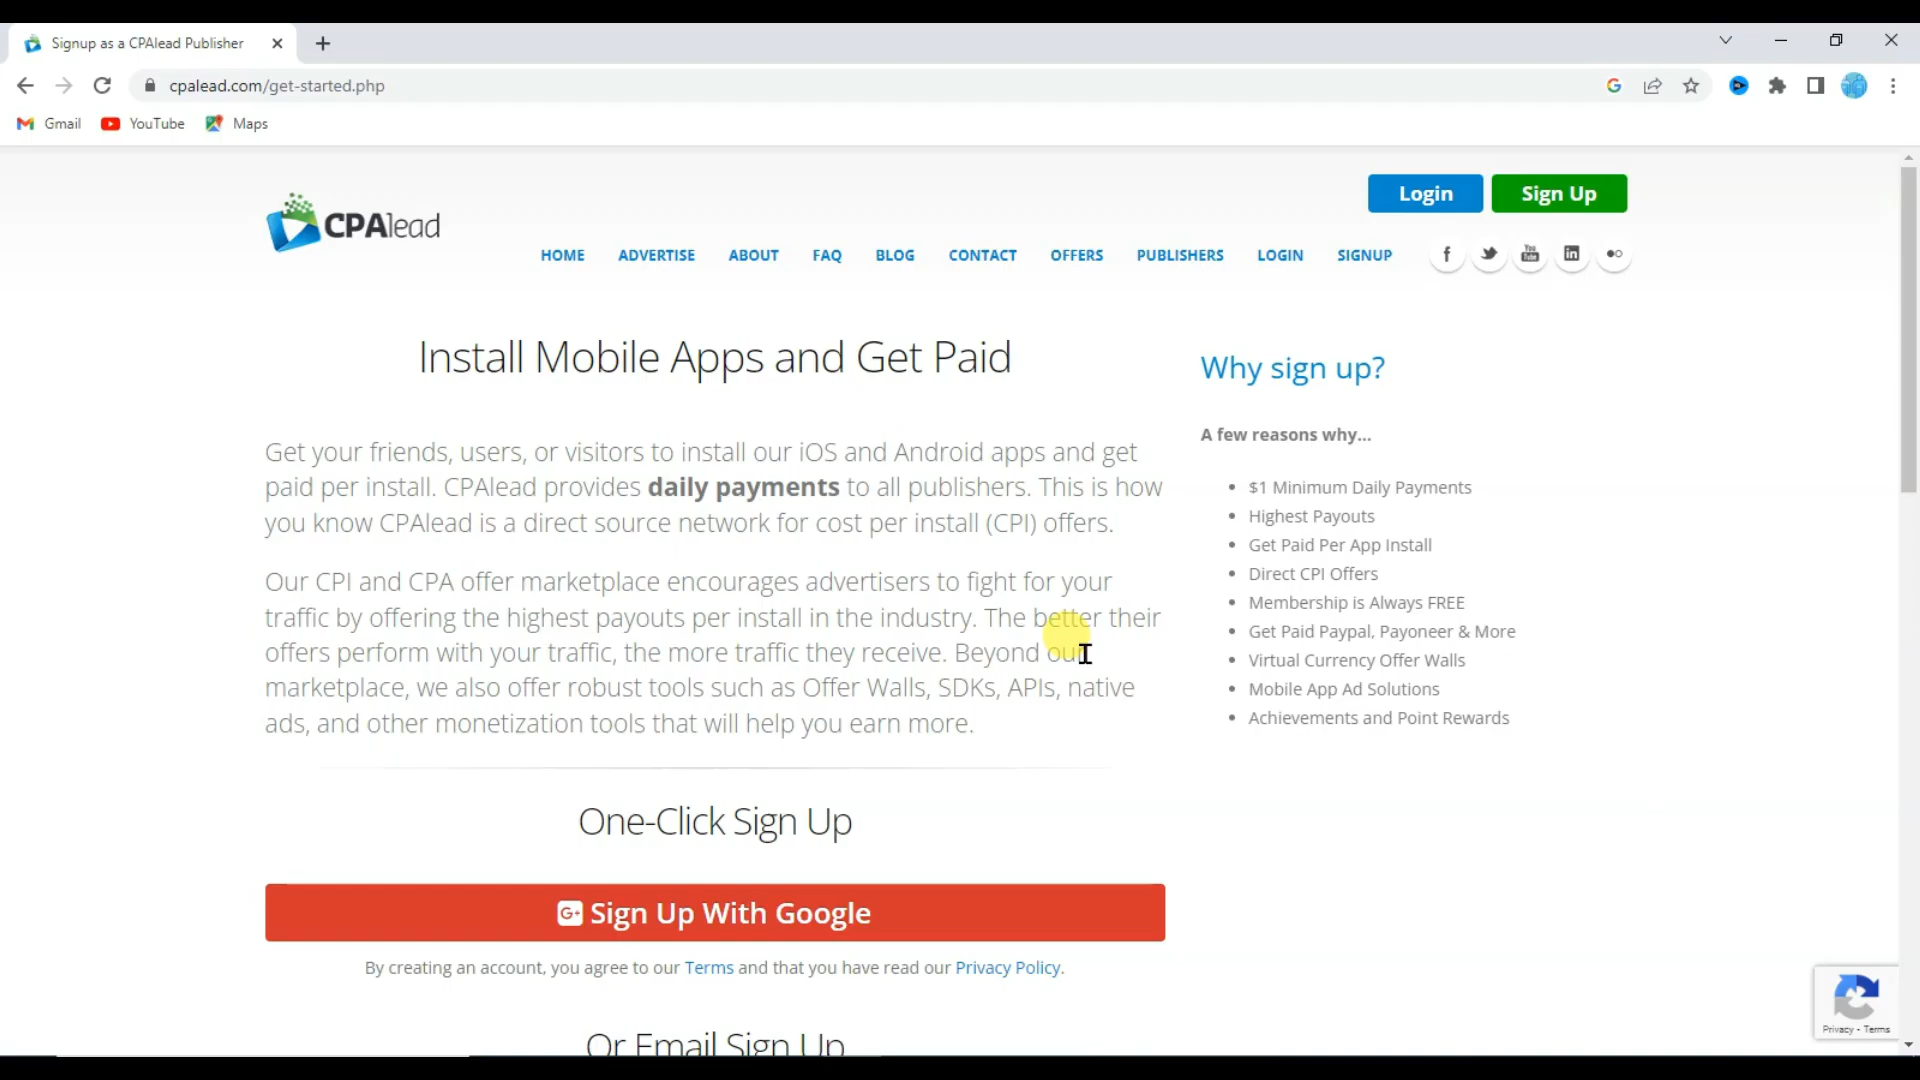 Signup as a CPAlead Publisher
cpalead.com/get-started.php
Gmail
YouTube
Maps
Login
Sign Up
CPAlead
HOME
ADVERTISE
ABOUT
FAQ
BLOG
CONTACT
OFFERS
PUBLISHERS
LOGIN
SIGNUP
Install Mobile Apps and Get Paid
Get your friends, users, or visitors to install our iOS and Android apps and get
paid per install. CPAlead provides daily payments to all publishers. This is how
you know CPAlead is a direct source network for cost per install (CPI) offers.
Our CPI and CPA offer marketplace encourages advertisers to fight for your
traffic by offering the highest payouts per install in the industry. The better their
offers perform with your traffic, the more traffic they receive. Beyond our
marketplace, we also offer robust tools such as Offer Walls, SDKs, APIs, native
ads, and other monetization tools that will help you earn more.
Why sign up?
A few reasons why...
• $1 Minimum Daily Payments
• Highest Payouts
• Get Paid Per App Install
• Direct CPI Offers
• Membership is Always FREE
• Get Paid Paypal, Payoneer & More
• Virtual Currency Offer Walls
• Mobile App Ad Solutions
• Achievements and Point Rewards
One-Click Sign Up
G+ Sign Up With Google
By creating an account, you agree to our Terms and that you have read our Privacy Policy.
Or Email Sign Up
Privacy - Terms